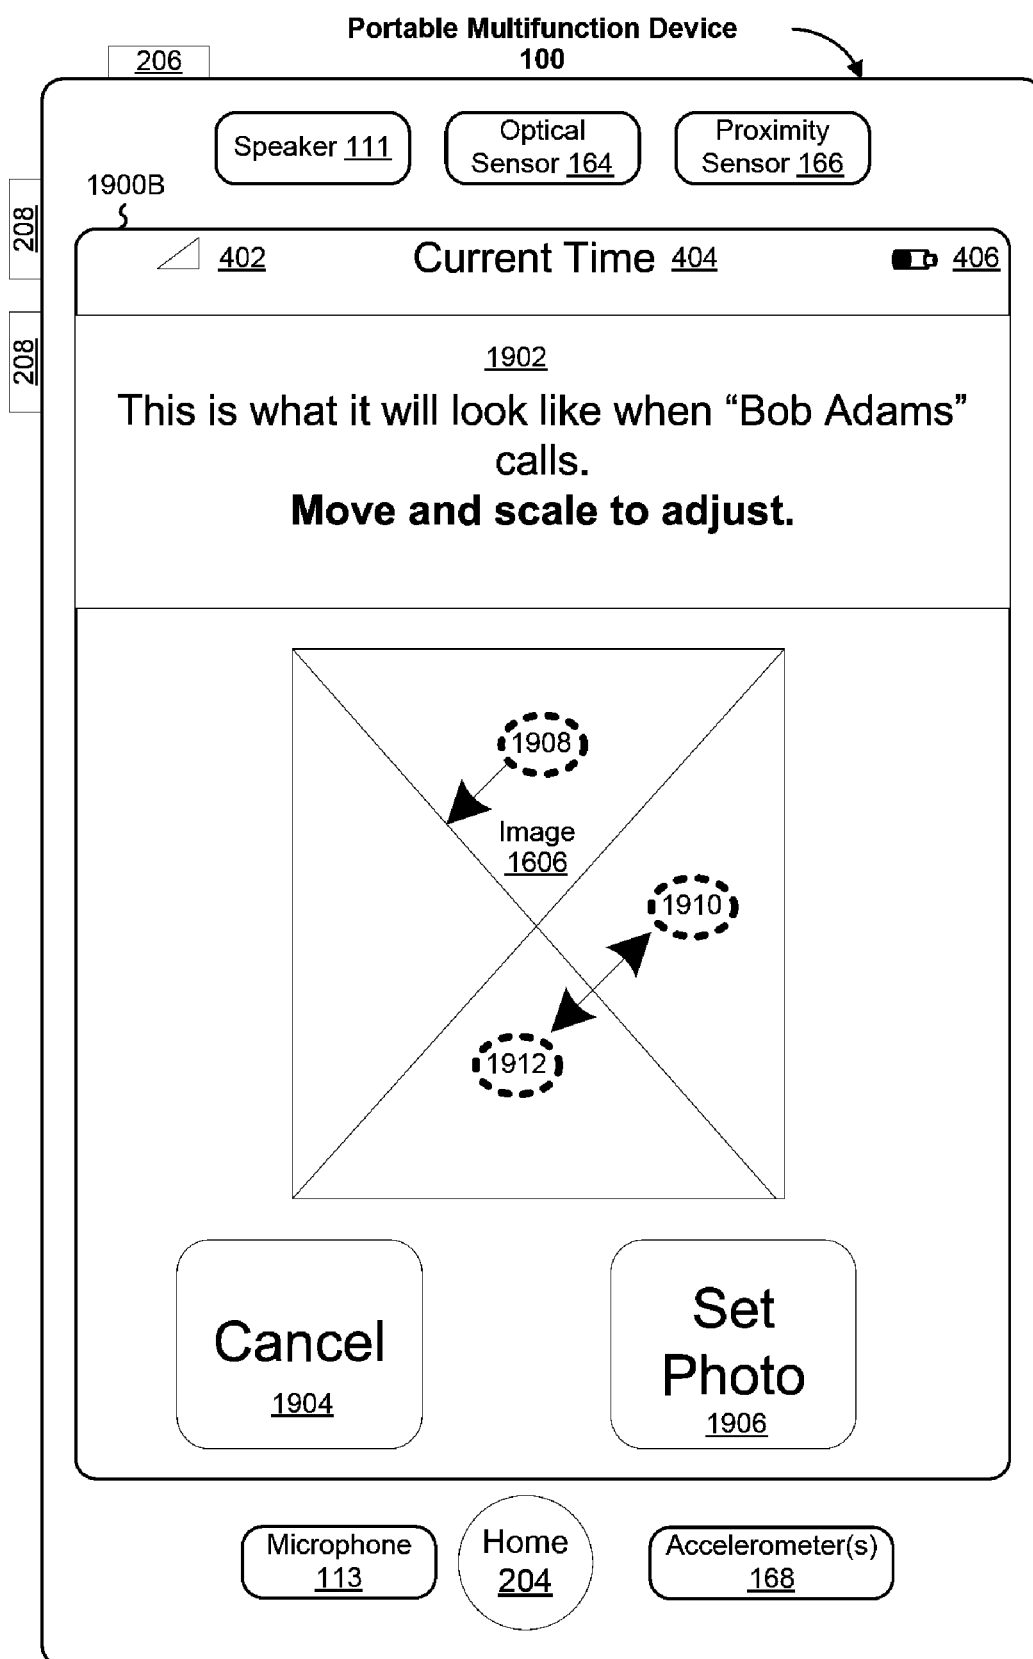 Portable Multifunction Device
100
206
Speaker 111
Optical
Sensor 164
Proximity
Sensor 166
1900B
208
208
402
Current Time 404
406
1902
This is what it will look like when “Bob Adams”
calls.
Move and scale to adjust.
1908
Image
1606
1910
1912
Cancel
1904
Set
Photo
1906
Microphone
113
Home
204
Accelerometer(s)
168